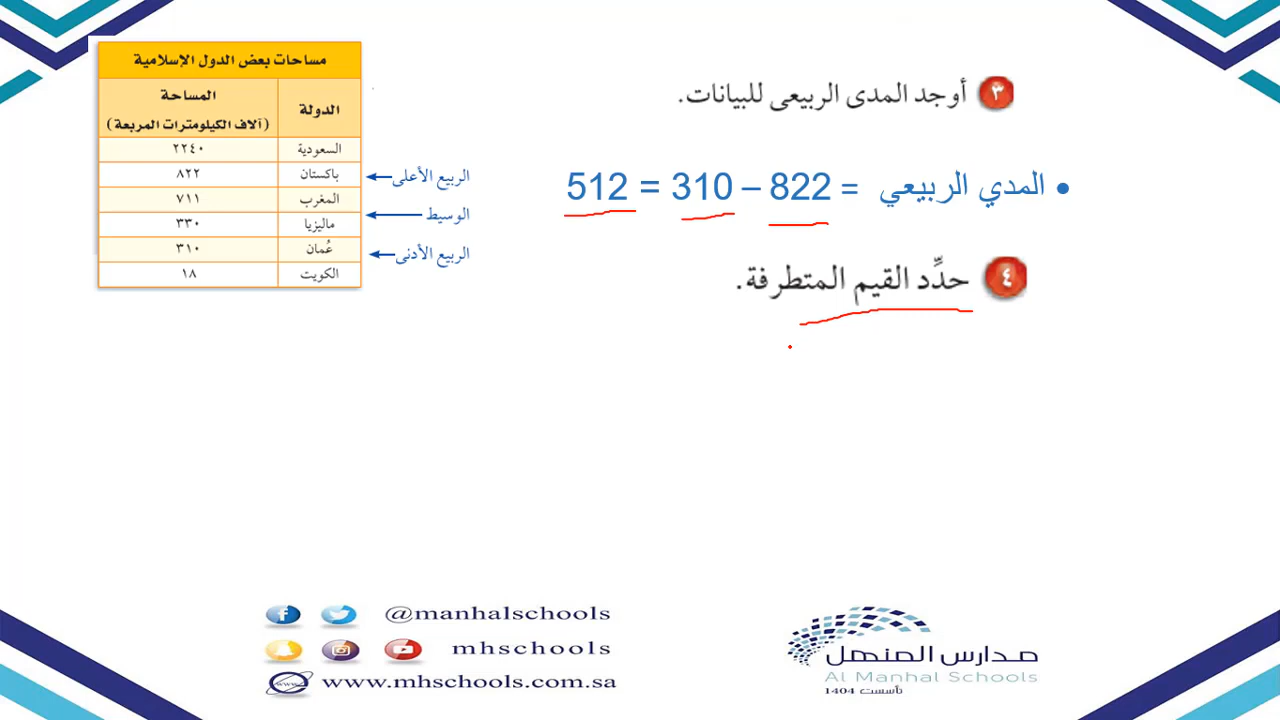 مساحات بعض الدول الإسلامية
الدولة المساحة (آلاف الكيلومترات المربعة)
السعودية ٢٢٤٠
باكستان ٨٢٢
المغرب ٧١١
ماليزيا ٣٣٠
عُمان ٣١٠
الكويت ١٨
الربيع الأعلى
الوسيط
الربيع الأدنى
٣ أوجد المدى الربيعي للبيانات.
• المدي الربيعي = 822 – 310 = 512
٤ حدِّد القيم المتطرفة.
@manhalschools
mhschools
www.mhschools.com.sa
مدارس المنهل
Al Manhal Schools
تأسست 1404